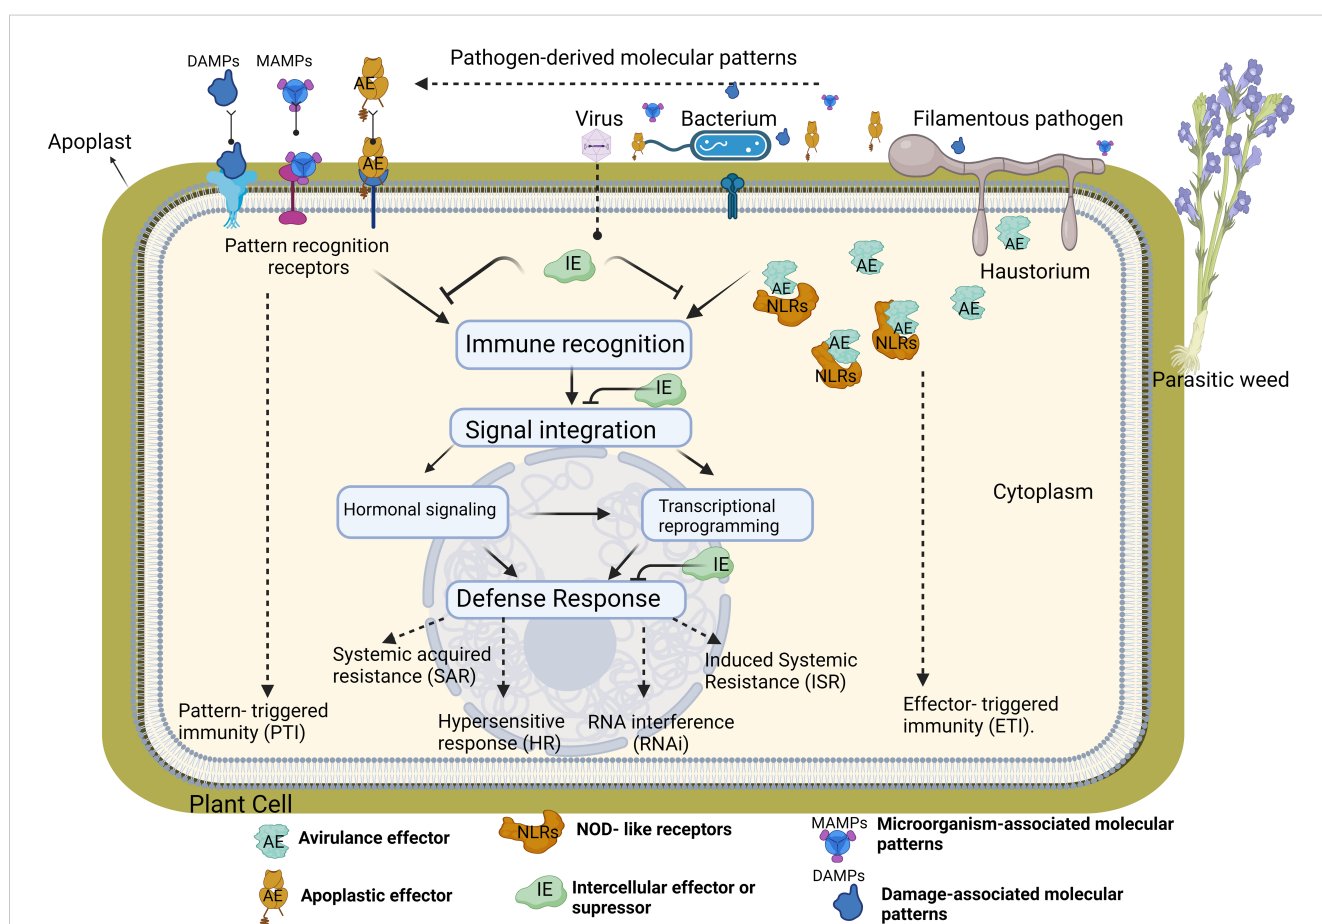 Pathogen-derived molecular patterns
DAMPs
MAMPs
AE
Virus
Bacterium
Filamentous pathogen
Apoplast
AE
Pattern recognition
receptors
IE
AE
AE
Haustorium
AE
NLRs
AE
AE
NLRs
AE
NLRs
Immune recognition
IE
Parasitic weed
Signal integration
Cytoplasm
Hormonal signaling
Transcriptional
reprogramming
IE
Defense Response
Systemic acquired
resistance (SAR)
Induced Systemic
Resistance (ISR)
Pattern- triggered
immunity (PTI)
Hypersensitive
response (HR)
RNA interference
(RNAi)
Effector- triggered
immunity (ETI).
Plant Cell
AE
Avirulance effector
NLRs
NOD- like receptors
MAMPs
Microorganism-associated molecular
patterns
AE
Apoplastic effector
IE
Intercellular effector or
supressor
DAMPs
Damage-associated molecular
patterns